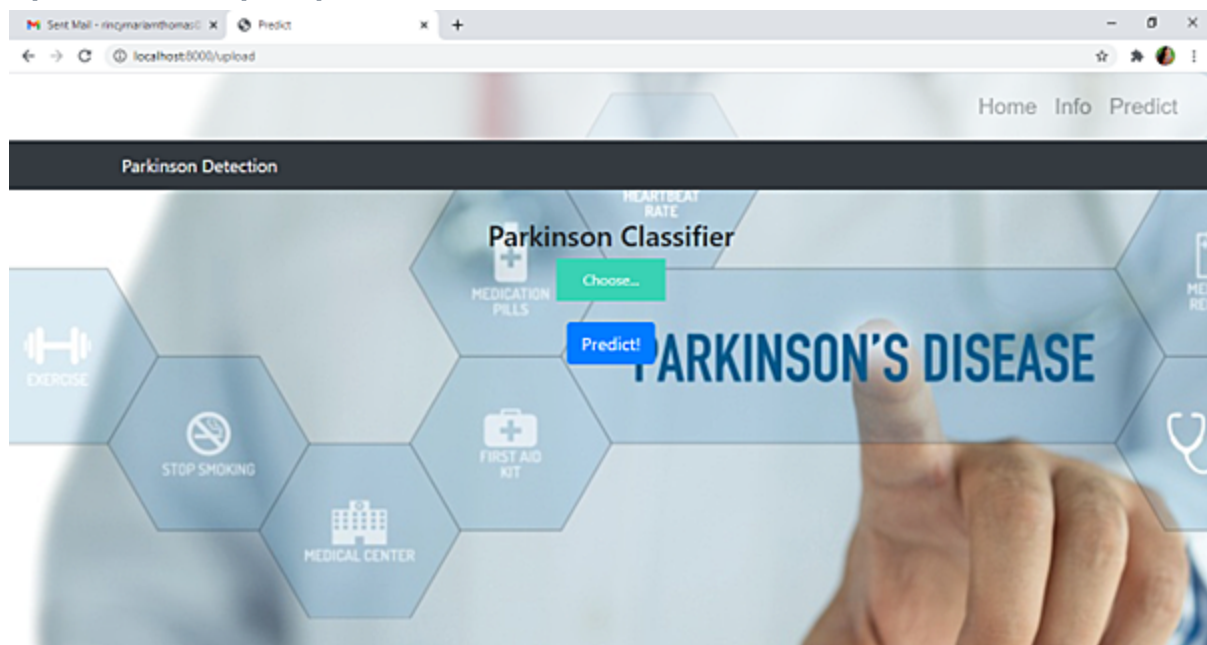 Sent Mail - rincymariamthomas
Predict
localhost:8000/upload
Home Info Predict
Parkinson Detection
HEARTBEAT
RATE
Parkinson Classifier
Choose...
MEDICATION
PILLS
Predict!
PARKINSON'S DISEASE
EXERCISE
STOP SMOKING
FIRST AID
KIT
MEDICAL CENTER